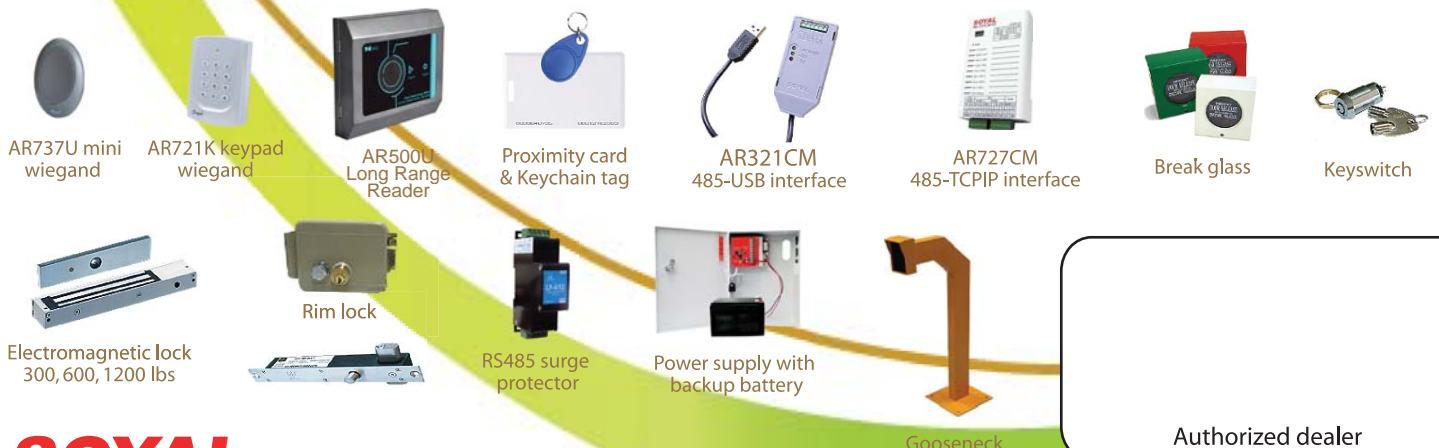 AR737U mini
wiegand
AR721K keypad
wiegand
AR500U
Long Range
Reader
Proximity card
& Keychain tag
AR321CM
485-USB interface
SOYAL
AR727CM
485-TCPIP interface
Break glass
Keyswitch
Electromagnetic lock
300, 600, 1200 lbs
Rim lock
RS485 surge
protector
Power supply with
backup battery
Gooseneck
Authorized dealer
SOYAL